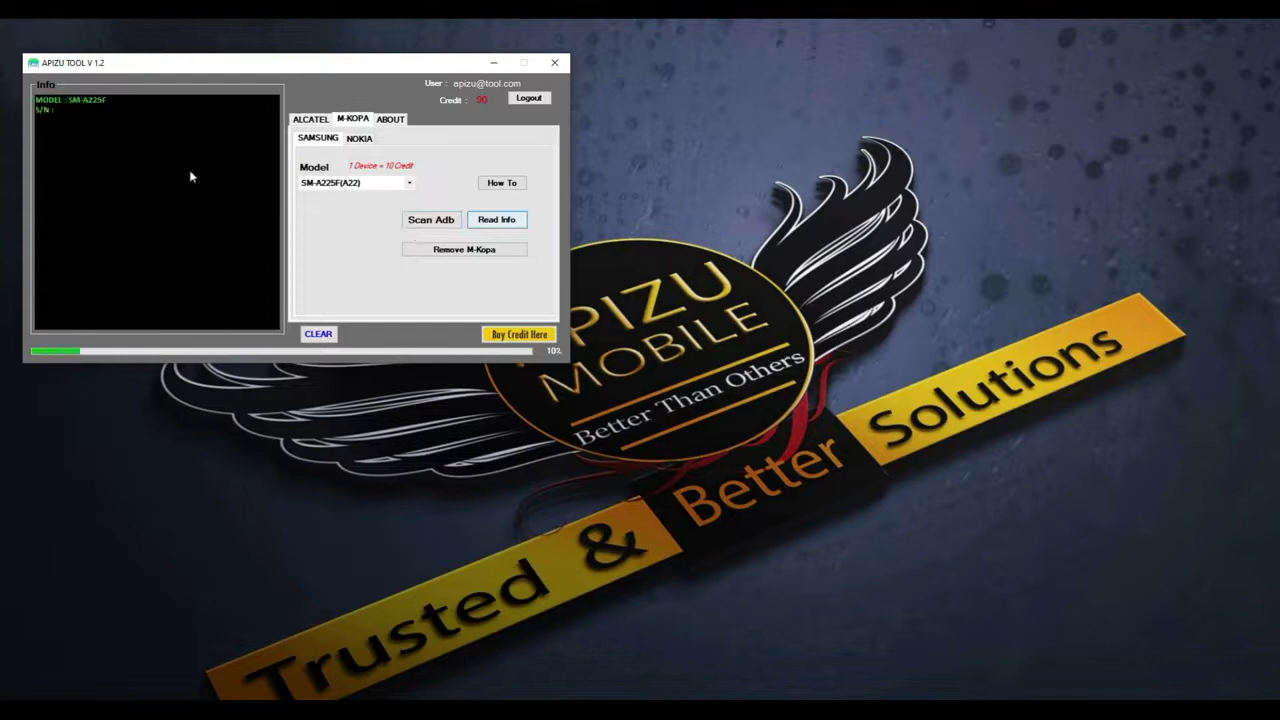 APIZU TOOL V 1.2
Info
User : apizu@tool.com
Credit : 90
Logout
MODEL :SM-A225F
S/N :
ALCATEL
M-KOPA
ABOUT
SAMSUNG
NOKIA
Model
1 Device = 10 Credit
SM-A225F(A22)
How To
Scan Adb
Read Info
Remove M-Kopa
CLEAR
Buy Credit Here
10%
PIZU
MOBILE
Better Than Others
Trusted & Better Solutions